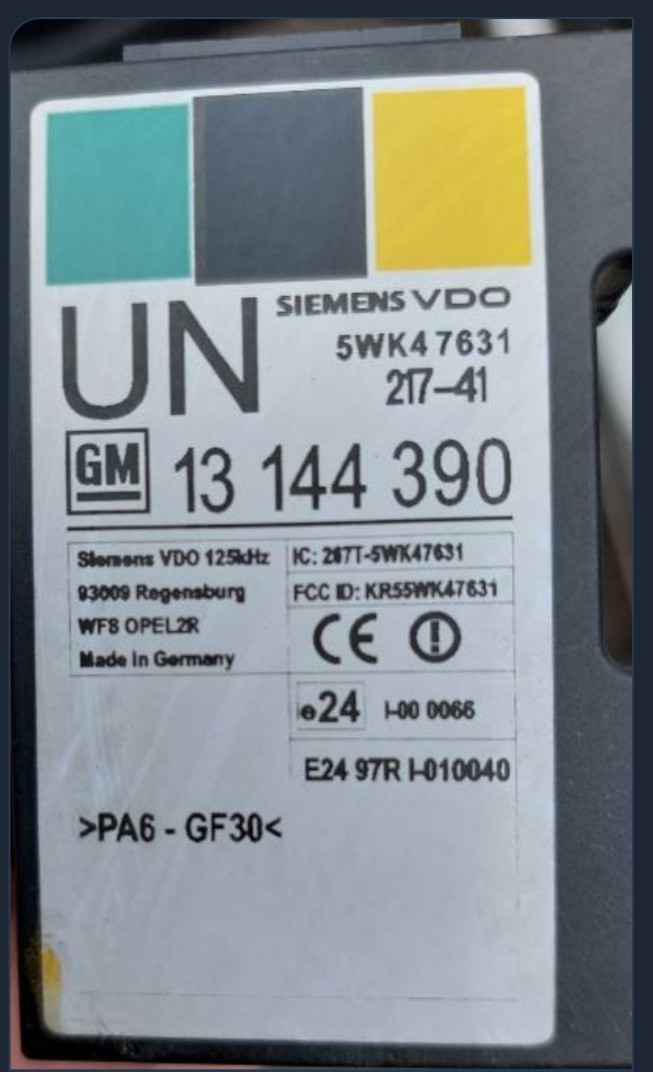 UN
SIEMENS VDO
5WK4 7631
217-41
GM 13 144 390
Siemens VDO 125kHz
93009 Regensburg
WFS OPEL2R
Made In Germany
IC: 267T-5WK47631
FCC ID: KR55WK47631
CE
e24 I-00 0066
E24 97R I-010040
>PA6 - GF30<